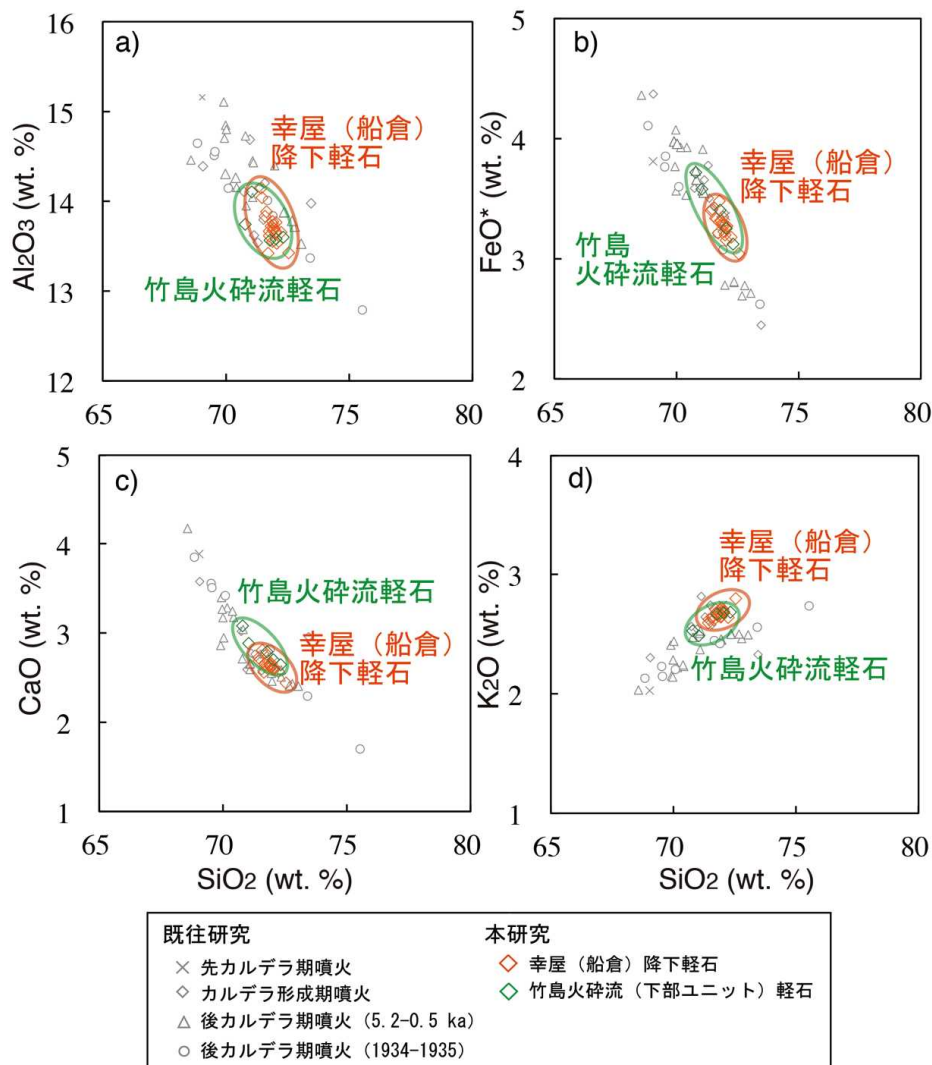 a)
16
15
14
13
12
Al2O3 (wt. %)
65
70
75
80
幸屋（船倉）
降下軽石
竹島火砕流軽石
b)
5
4
3
2
FeO* (wt. %)
65
70
75
80
幸屋（船倉）
降下軽石
竹島
火砕流軽石
c)
5
4
3
2
1
CaO (wt. %)
65
70
75
80
SiO2 (wt. %)
竹島火砕流軽石
幸屋（船倉）
降下軽石
d)
4
3
2
1
K2O (wt. %)
65
70
75
80
SiO2 (wt. %)
幸屋（船倉）
降下軽石
竹島火砕流軽石
既往研究
先カルデラ期噴火
カルデラ形成期噴火
後カルデラ期噴火（5.2-0.5 ka）
後カルデラ期噴火（1934-1935）
本研究
幸屋（船倉）降下軽石
竹島火砕流（下部ユニット）軽石